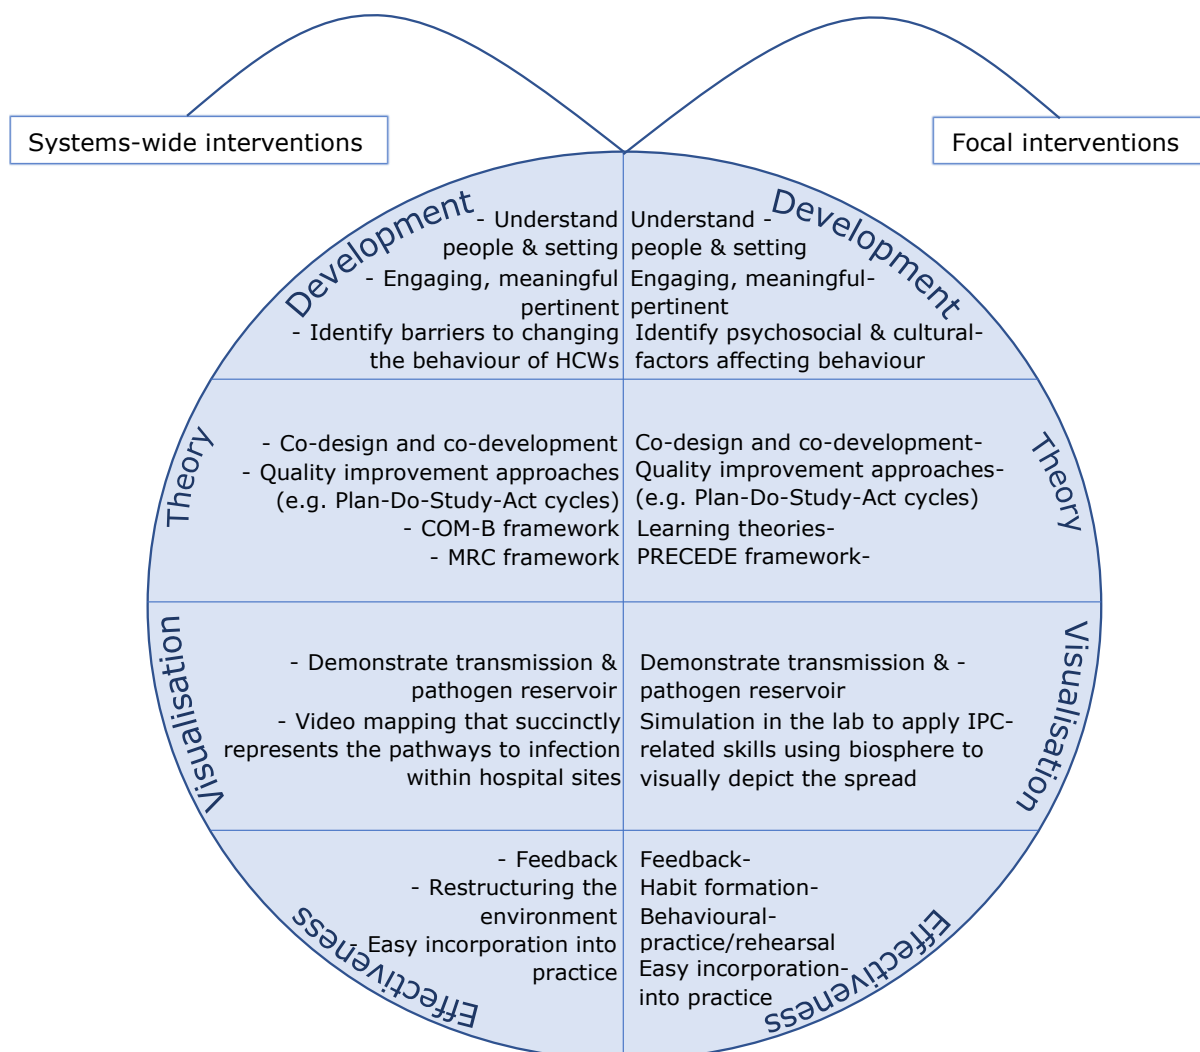 Systems-wide interventions
Focal interventions
Development
- Understand
people & setting
- Engaging, meaningful
pertinent
- Identify barriers to changing
the behaviour of HCWs
Development
Understand -
people & setting
Engaging, meaningful-
pertinent
Identify psychosocial & cultural-
factors affecting behaviour
Theory
- Co-design and co-development
- Quality improvement approaches
(e.g. Plan-Do-Study-Act cycles)
- COM-B framework
- MRC framework
Theory
Co-design and co-development-
Quality improvement approaches-
(e.g. Plan-Do-Study-Act cycles)
Learning theories-
PRECEDE framework-
Visualisation
- Demonstrate transmission &
pathogen reservoir
- Video mapping that succinctly
represents the pathways to infection
within hospital sites
Visualisation
Demonstrate transmission & -
pathogen reservoir
Simulation in the lab to apply IPC-
related skills using biosphere to
visually depict the spread
Effectiveness
- Feedback
- Restructuring the
environment
- Easy incorporation into
practice
Effectiveness
Feedback-
Habit formation-
Behavioural-
practice/rehearsal
Easy incorporation-
into practice